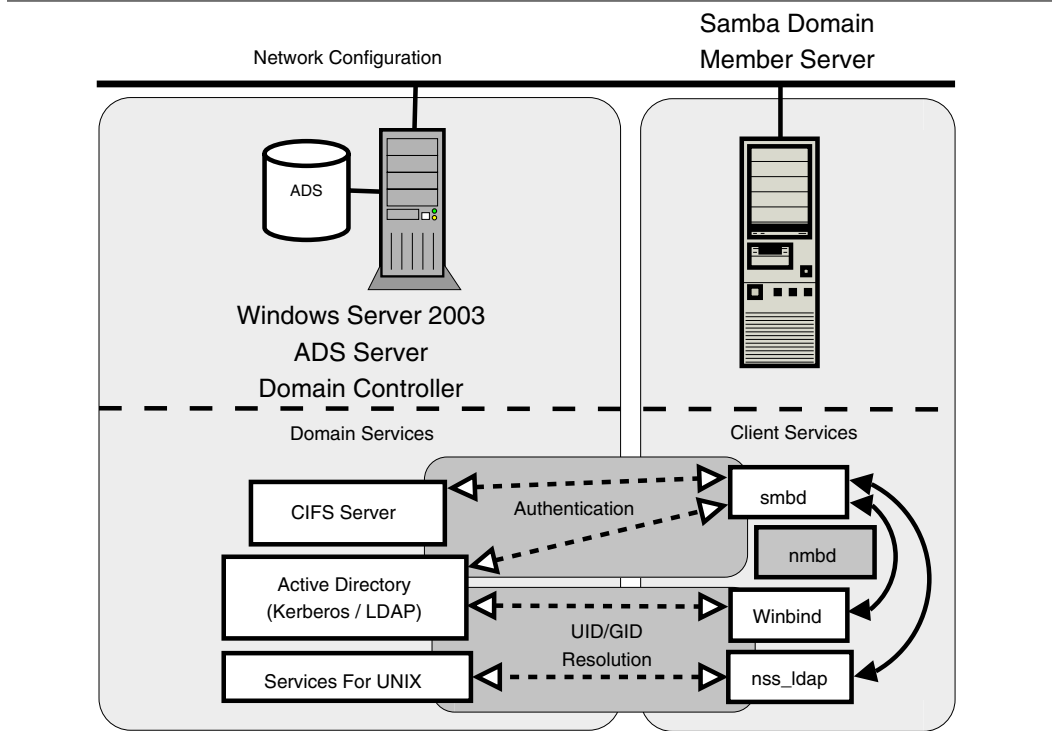 Samba Domain
Member Server
Network Configuration
ADS
Windows Server 2003
ADS Server
Domain Controller
Domain Services
Client Services
CIFS Server
Authentication
smbd
nmbd
Active Directory
(Kerberos / LDAP)
UID/GID
Resolution
Winbind
Services For UNIX
nss_ldap